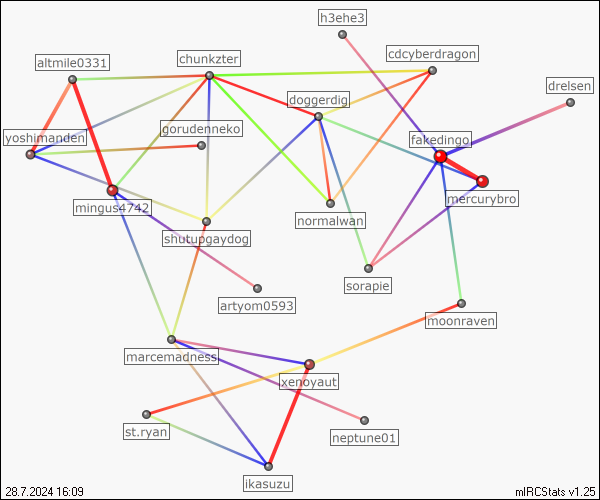 h3ehe3
cdcyberdragon
chunkzter
altmile0331
drelsen
doggerdig
gorudenneko
yoshimanden
fakedingo
mercurybro
mingus4742
normalwan
shutupgaydog
sorapie
artyom0593
moonraven
marcemadness
xenoyaut
st.ryan
neptune01
ikasuzu
28.7.2024 16:09
mIRCStats v1.25